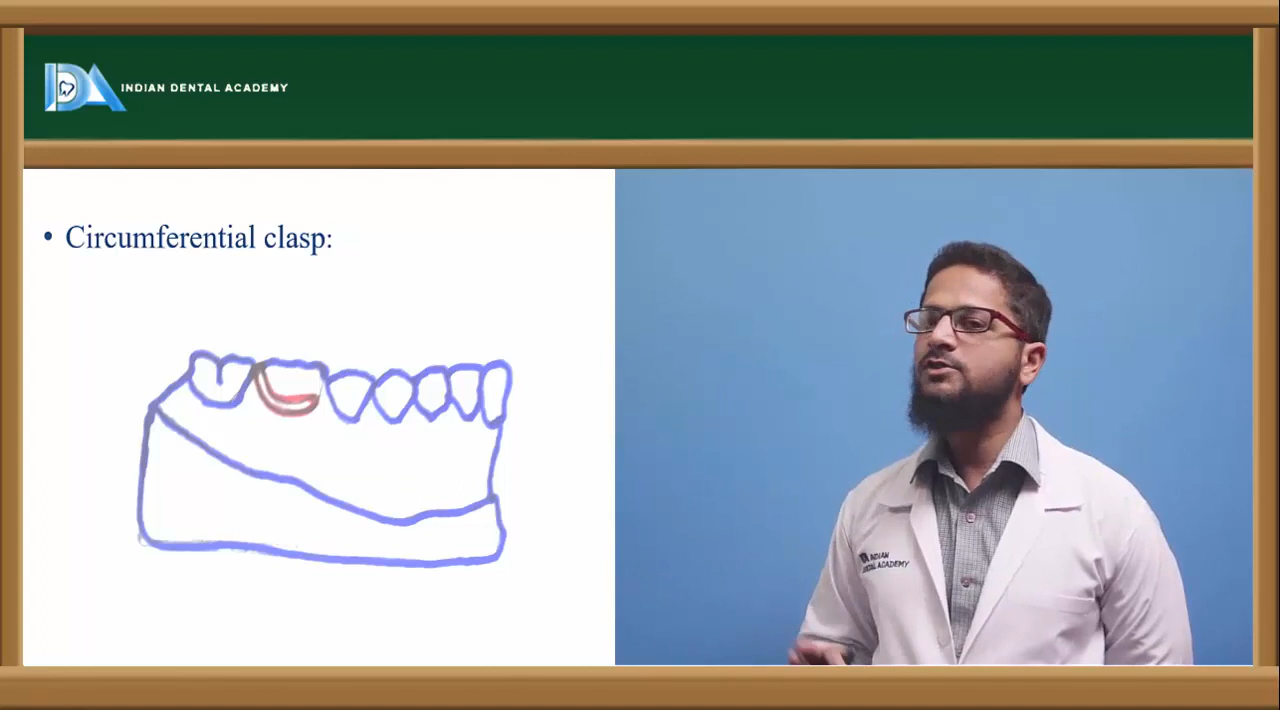 INDIAN DENTAL ACADEMY
• Circumferential clasp:
INDIAN
DENTAL ACADEMY